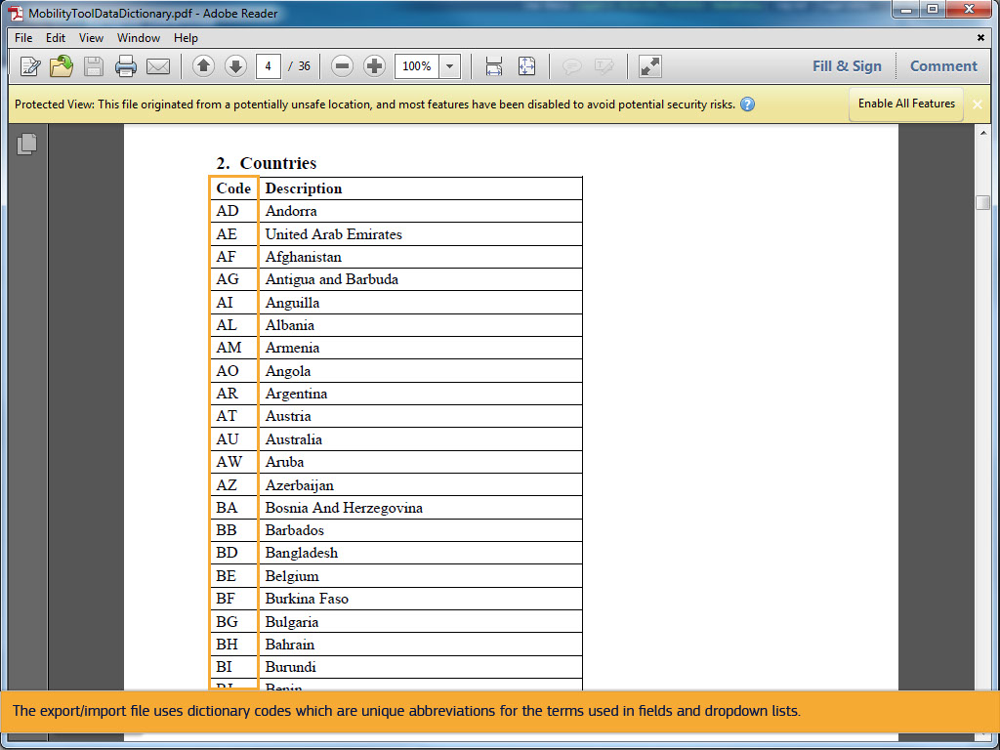 MobilityToolDataDictionary.pdf - Adobe Reader
File Edit View Window Help
4 / 36 100% Fill & Sign Comment
Protected View: This file originated from a potentially unsafe location, and most features have been disabled to avoid potential security risks. Enable All Features
2. Countries
Code Description
AD Andorra
AE United Arab Emirates
AF Afghanistan
AG Antigua and Barbuda
AI Anguilla
AL Albania
AM Armenia
AO Angola
AR Argentina
AT Austria
AU Australia
AW Aruba
AZ Azerbaijan
BA Bosnia And Herzegovina
BB Barbados
BD Bangladesh
BE Belgium
BF Burkina Faso
BG Bulgaria
BH Bahrain
BI Burundi
BJ Benin
The export/import file uses dictionary codes which are unique abbreviations for the terms used in fields and dropdown lists.